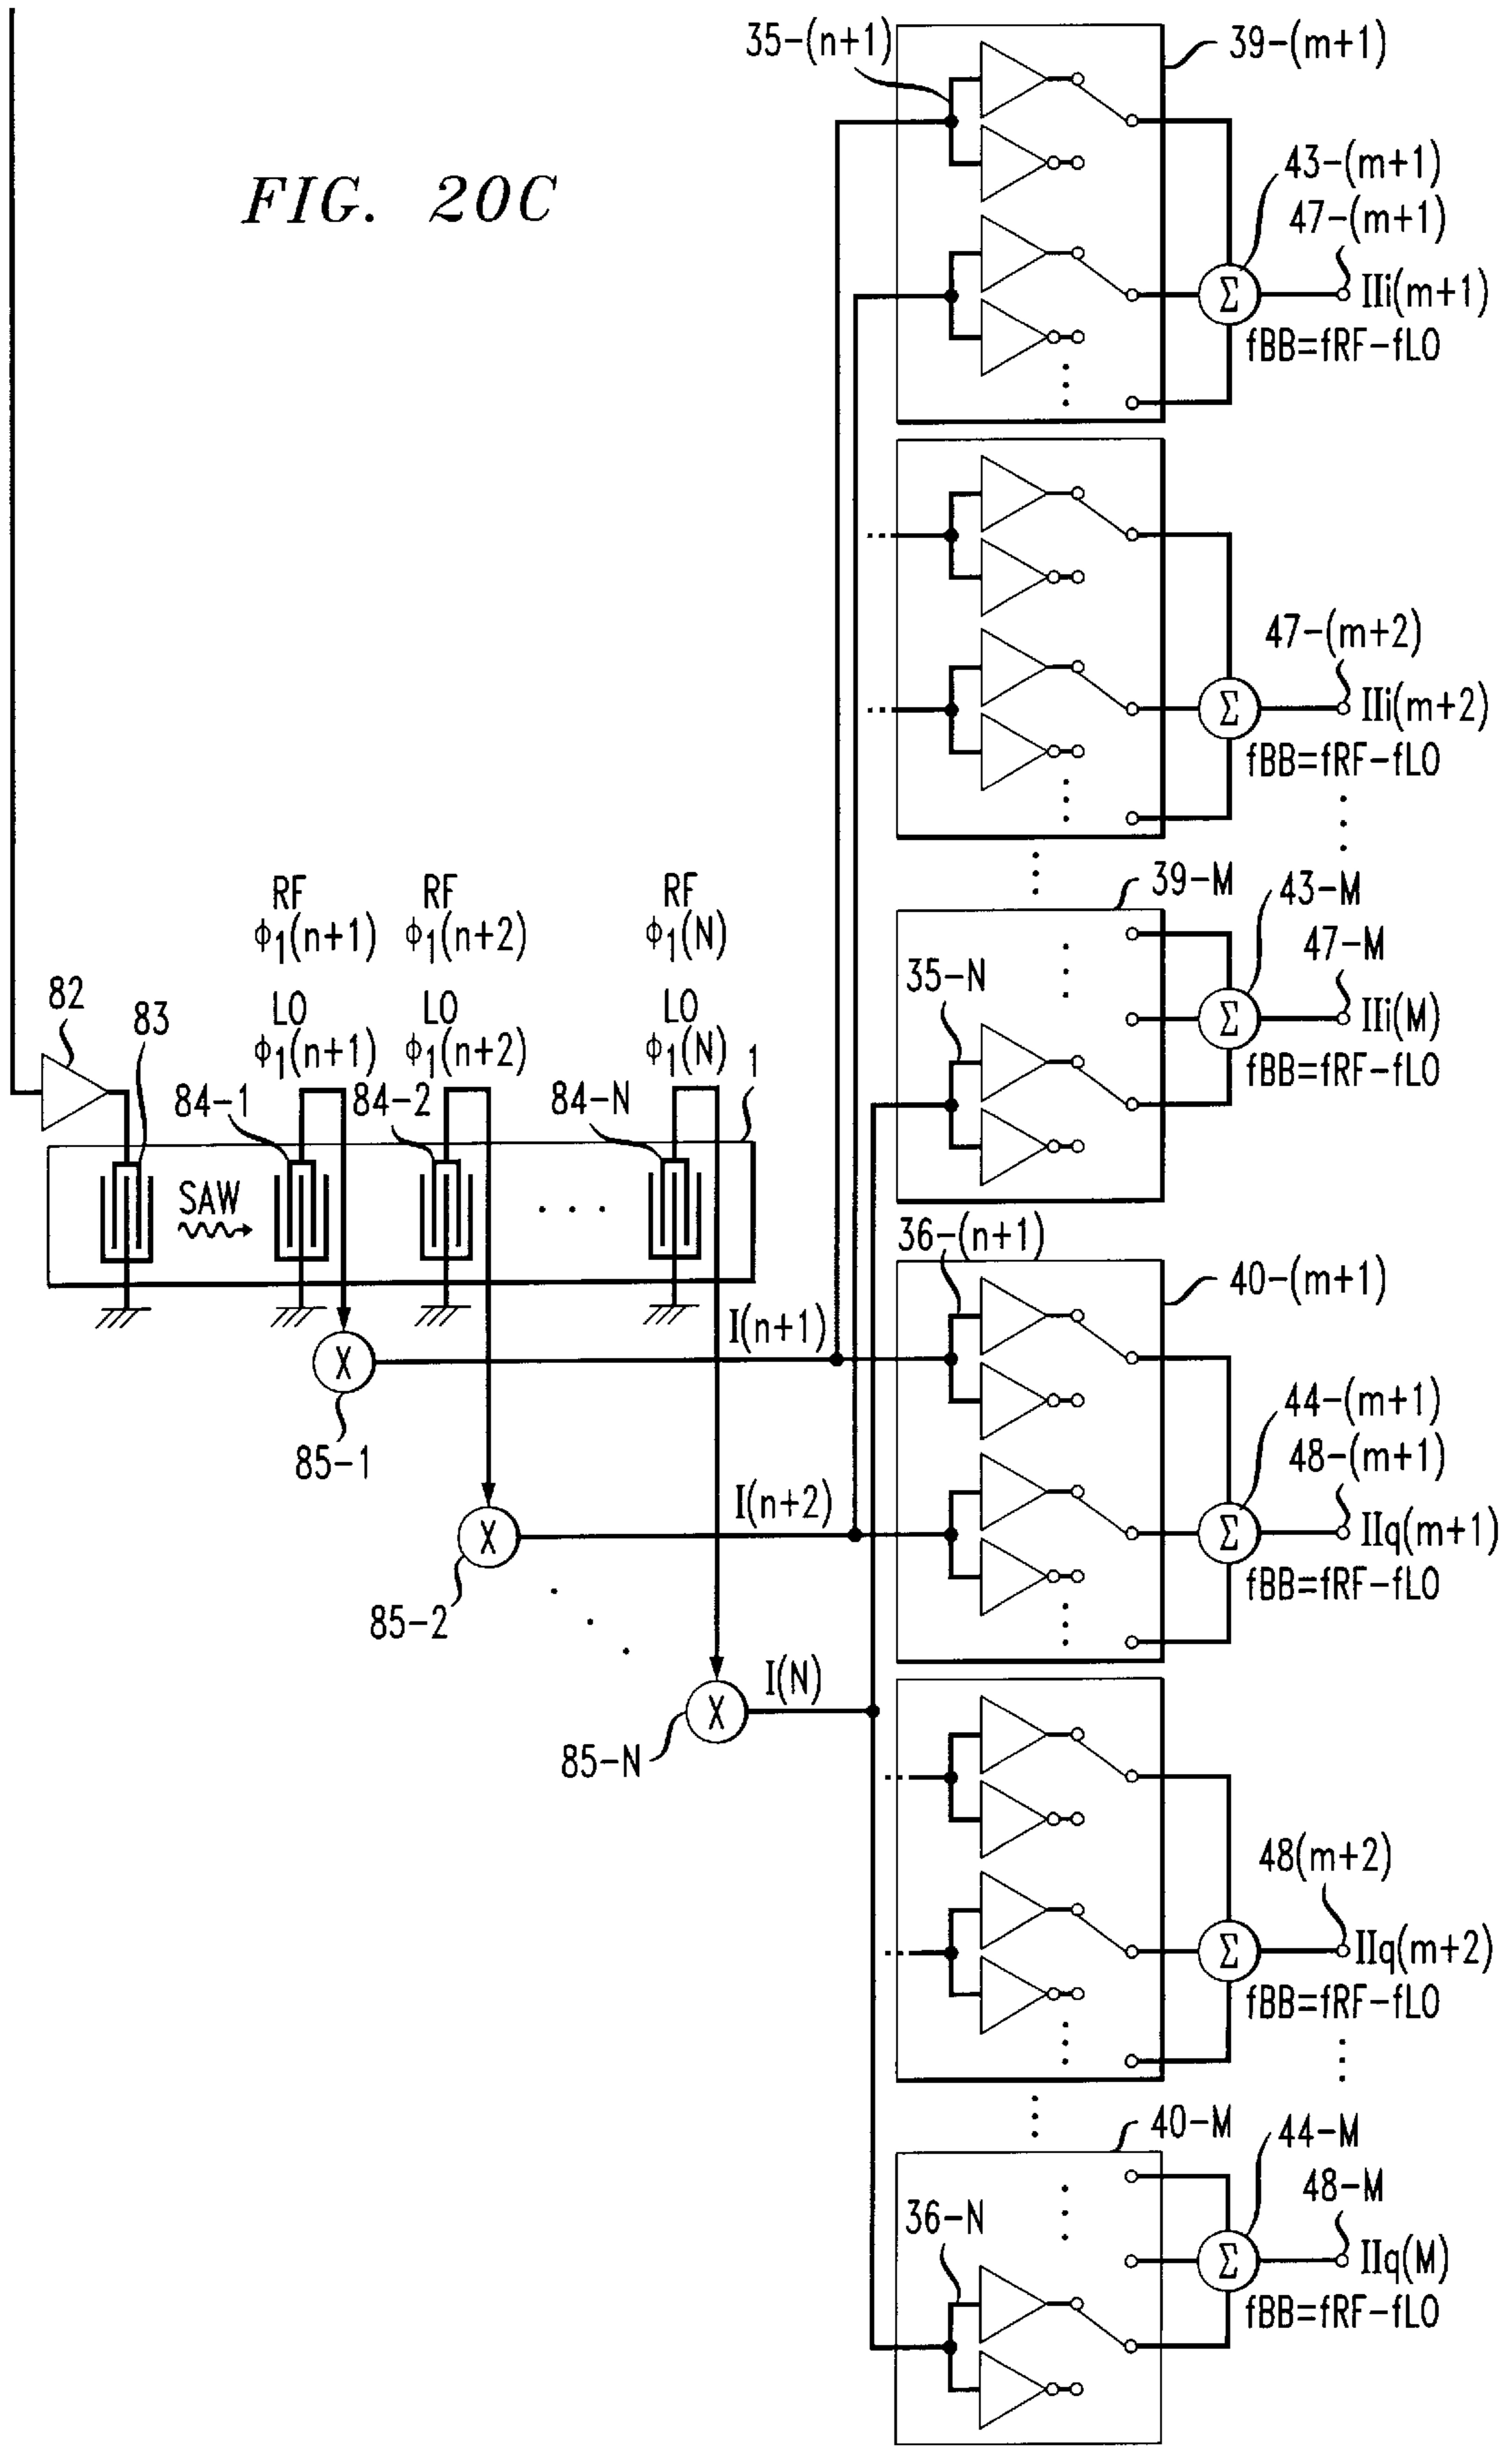 FIG. 20C
35-(n+1)
39-(m+1)
43-(m+1)
47-(m+1)
Σ
IIi(m+1)
fBB=fRF-fLO
47-(m+2)
Σ
IIi(m+2)
fBB=fRF-fLO
39-M
43-M
47-M
35-N
Σ
IIi(M)
fBB=fRF-fLO
RF RF RF
ϕ1(n+1) ϕ1(n+2) ϕ1(N)
LO LO LO
ϕ1(n+1) ϕ1(n+2) ϕ1(N)
82
83
84-1
84-2
84-N
1
SAW
36-(n+1)
40-(m+1)
I(n+1)
X
85-1
44-(m+1)
48-(m+1)
I(n+2)
X
85-2
Σ
IIq(m+1)
fBB=fRF-fLO
I(N)
X
85-N
48(m+2)
Σ
IIq(m+2)
fBB=fRF-fLO
40-M
44-M
48-M
36-N
Σ
IIq(M)
fBB=fRF-fLO